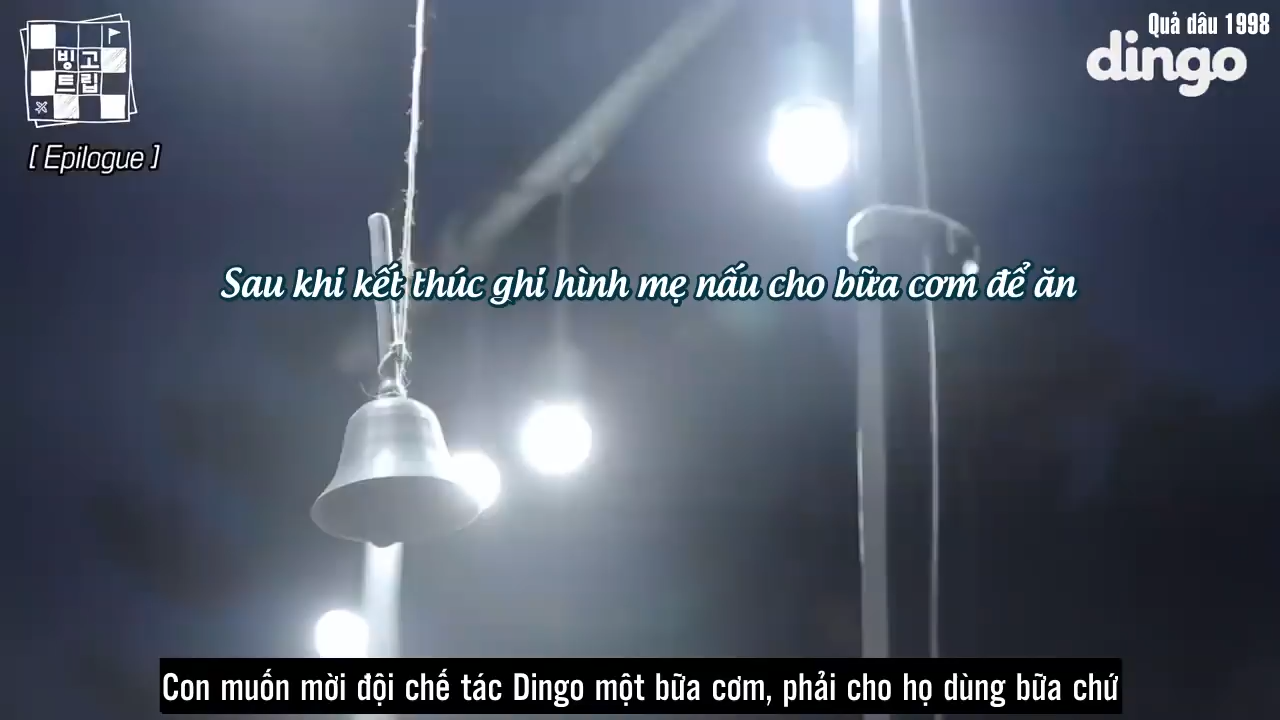 Quả dâu 1998
dingo
빙고
트립
[ Epilogue ]
Sau khi kết thúc ghi hình mẹ nấu cho bữa cơm để ăn
Con muốn mời đội chế tác Dingo một bữa cơm, phải cho họ dùng bữa chứ